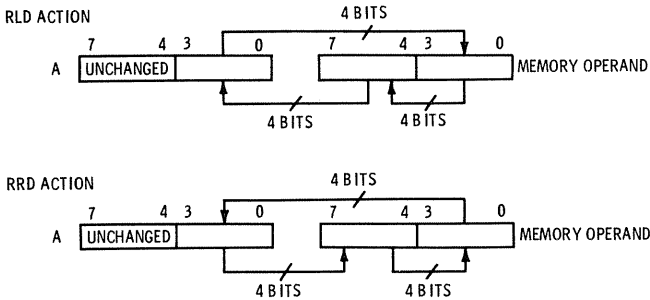 RLD ACTION
4 BITS
7 4 3 0 7 4 3 0
A UNCHANGED MEMORY OPERAND
4 BITS 4 BITS
RRD ACTION
4 BITS
7 4 3 0 7 4 3 0
A UNCHANGED MEMORY OPERAND
4 BITS 4 BITS